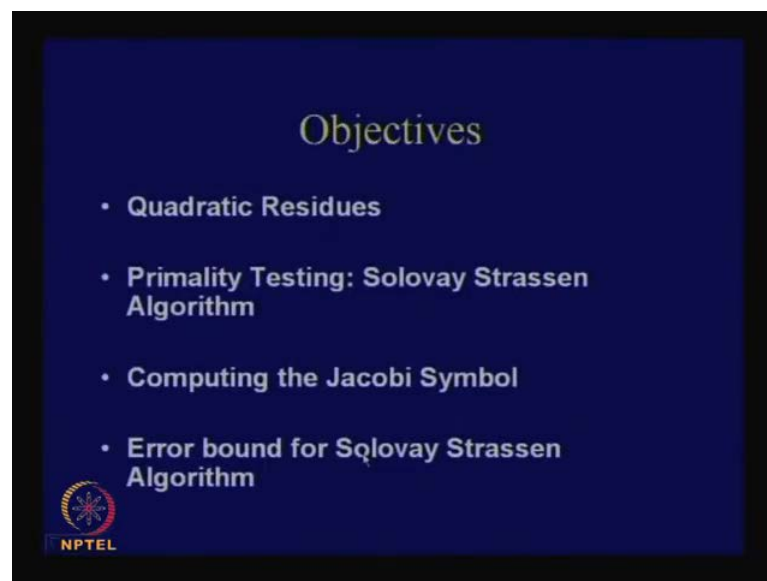 Objectives
• Quadratic Residues
• Primality Testing: Solovay Strassen
Algorithm
• Computing the Jacobi Symbol
• Error bound for Solovay Strassen
Algorithm
NPTEL